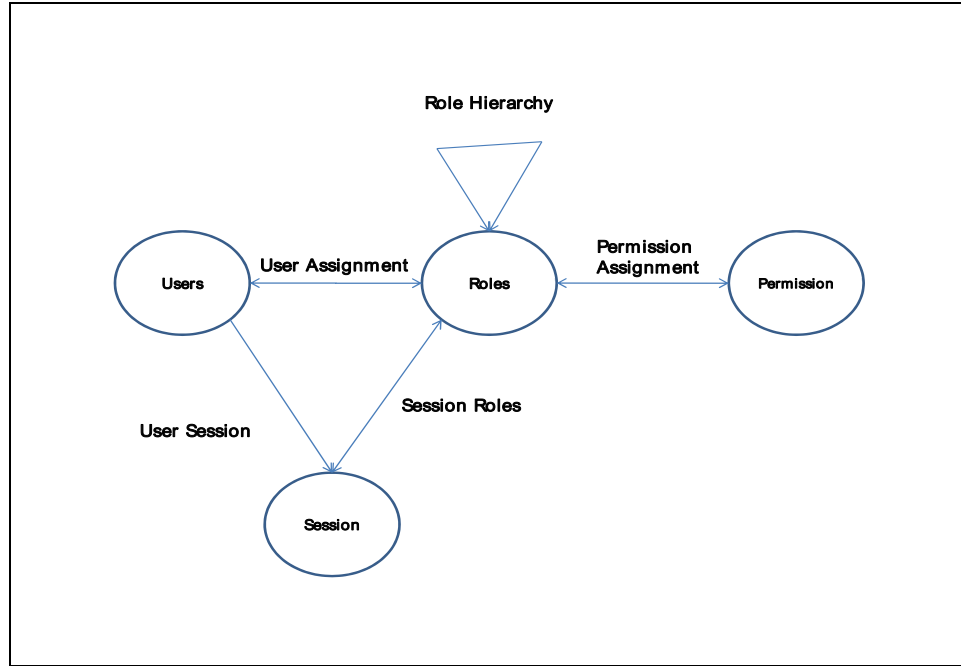 Role Hierarchy
User Assignment
Permission
Assignment
Users
Roles
Permission
Session Roles
User Session
Session